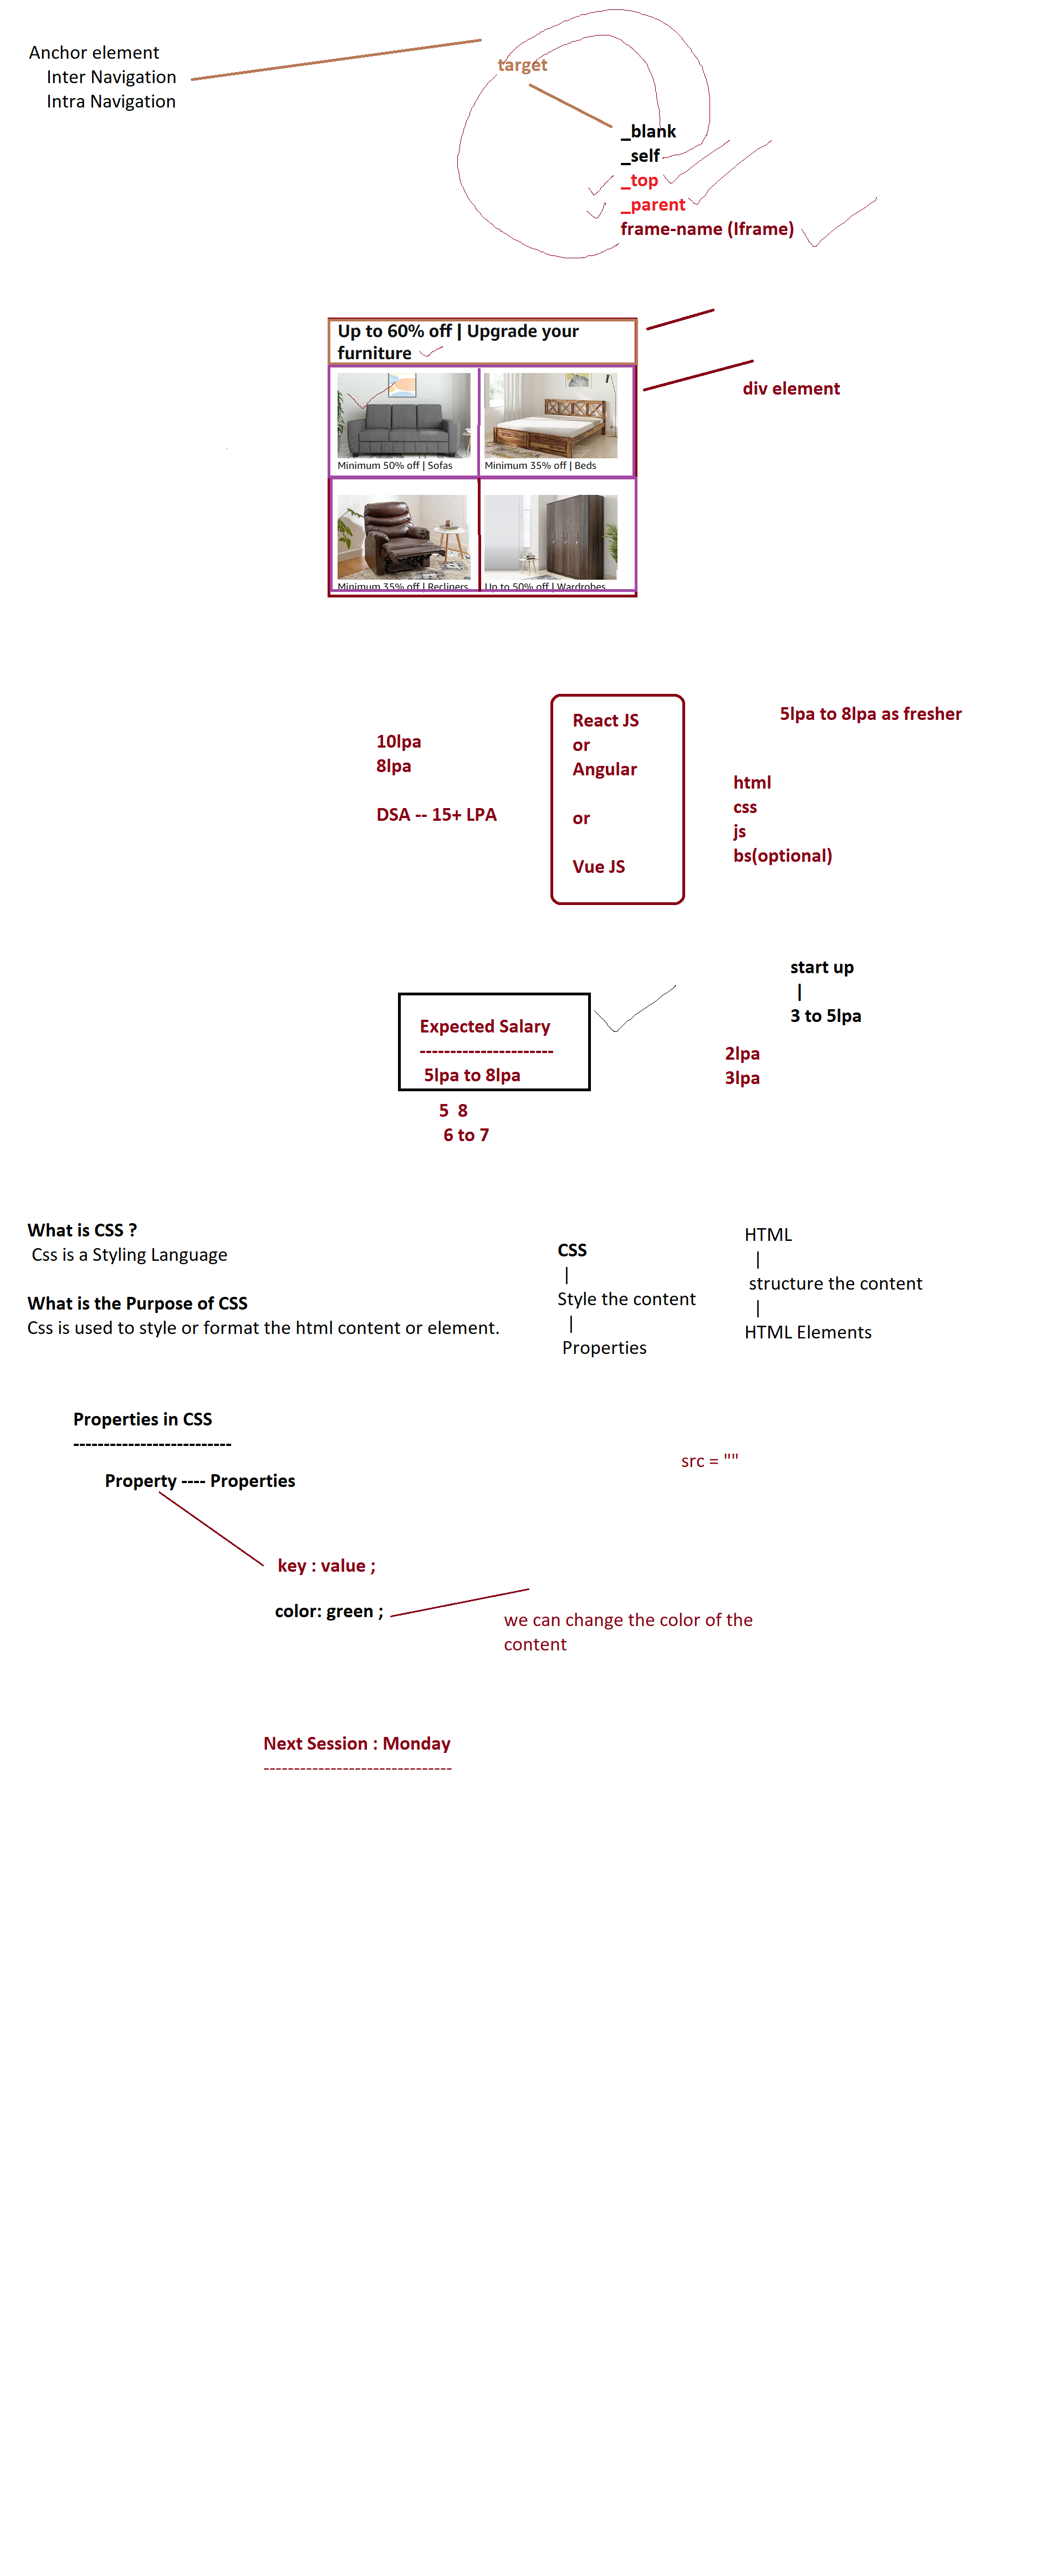 Anchor element
Inter Navigation
Intra Navigation
target
_blank
_self
_top
_parent
frame-name (Iframe)
Up to 60% off | Upgrade your
furniture
Minimum 50% off | Sofas
Minimum 35% off | Beds
Minimum 35% off | Recliners
Up to 50% off | Wardrobes
div element
10lpa
8lpa
DSA -- 15+ LPA
React JS
or
Angular
or
Vue JS
5lpa to 8lpa as fresher
html
css
js
bs(optional)
Expected Salary
----------------------
5lpa to 8lpa
5 8
6 to 7
start up
|
3 to 5lpa
2lpa
3lpa
What is CSS ?
Css is a Styling Language
What is the Purpose of CSS
Css is used to style or format the html content or element.
CSS
|
Style the content
|
Properties
HTML
|
structure the content
|
HTML Elements
Properties in CSS
--------------------------
Property ---- Properties
src = ""
key : value ;
color: green ;
we can change the color of the
content
Next Session : Monday
-------------------------------